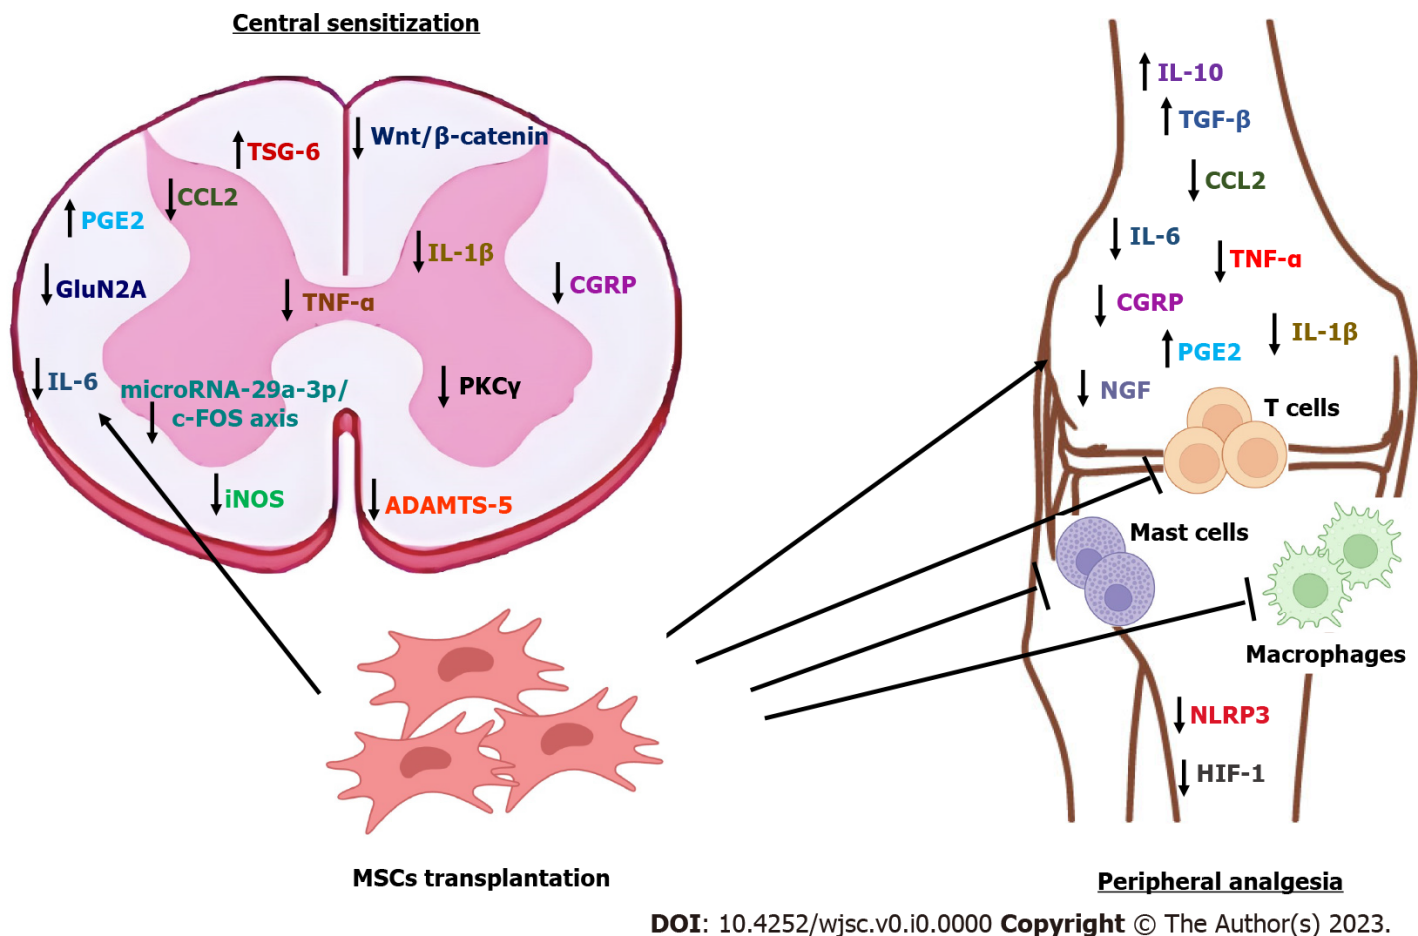 Central sensitization
↑ TSG-6
↓ Wnt/β-catenin
↓ CCL2
↑ PGE2
↓ IL-1β
↓ GluN2A
↓ CGRP
↓ TNF-α
↓ IL-6
microRNA-29a-3p/
↓ c-FOS axis
↓ PKCγ
↓ iNOS
↓ ADAMTS-5
MSCs transplantation
↑ IL-10
↑ TGF-β
↓ CCL2
↓ IL-6
↓ TNF-α
↓ CGRP
↑ PGE2
↓ IL-1β
↓ NGF
T cells
Mast cells
Macrophages
↓ NLRP3
↓ HIF-1
Peripheral analgesia
DOI: 10.4252/wjsc.v0.i0.0000 Copyright © The Author(s) 2023.